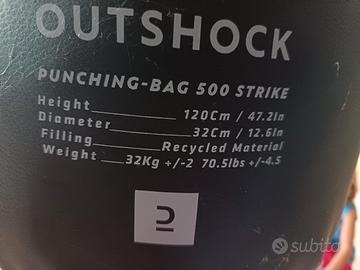 OUTSHOCK
PUNCHING-BAG 500 STRIKE
Height 120Cm / 47.2In
Diameter 32Cm / 12.6In
Filling Recycled Material
Weight 32Kg +/-2 70.5lbs +/-4.5
subito